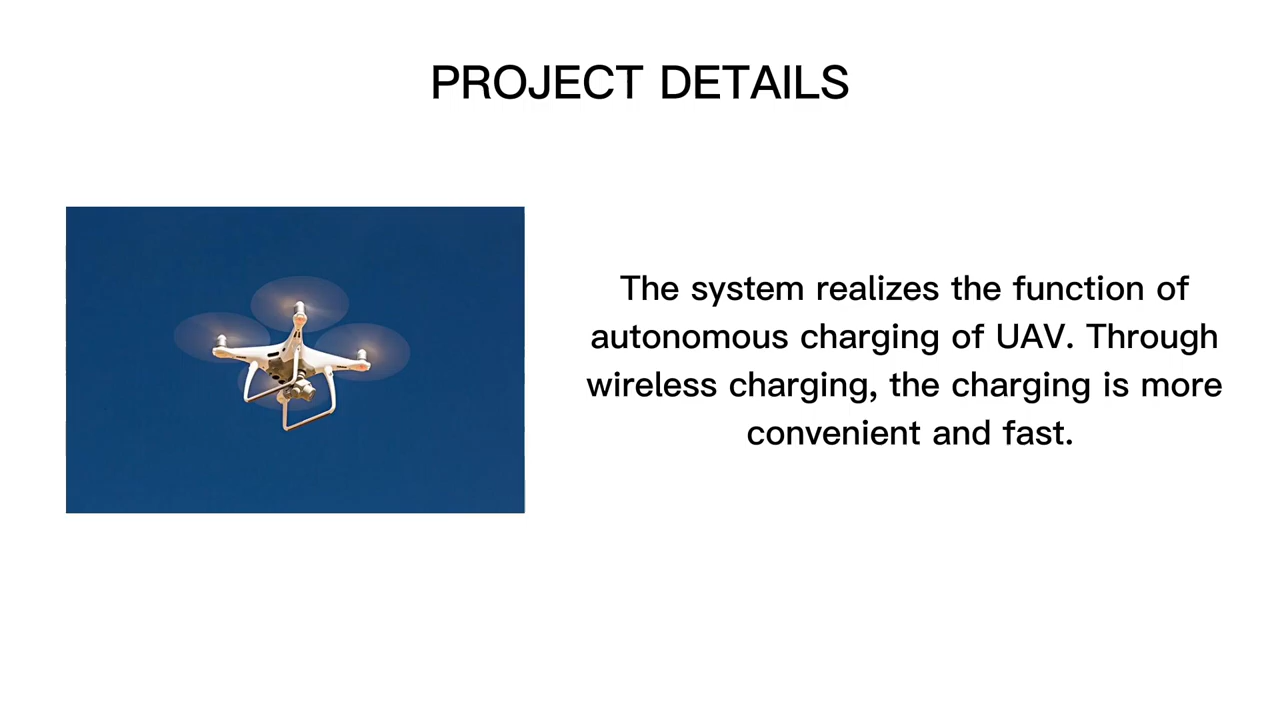 PROJECT DETAILS
The system realizes the function of
autonomous charging of UAV. Through
wireless charging, the charging is more
convenient and fast.